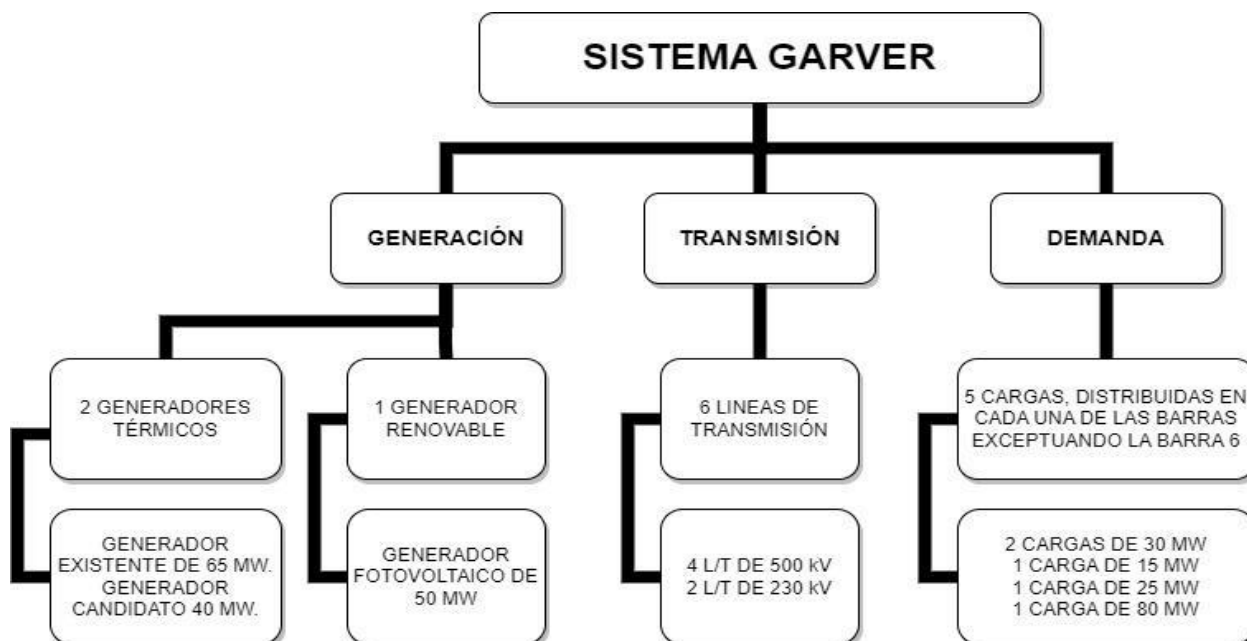 SISTEMA GARVER
GENERACIÓN
TRANSMISIÓN
DEMANDA
2 GENERADORES
TÉRMICOS
1 GENERADOR
RENOVABLE
6 LINEAS DE
TRANSMISIÓN
5 CARGAS, DISTRIBUIDAS EN
CADA UNA DE LAS BARRAS
EXCEPTUANDO LA BARRA 6
GENERADOR
EXISTENTE DE 65 MW.
GENERADOR
CANDIDATO 40 MW.
GENERADOR
FOTOVOLTAICO DE
50 MW
4 L/T DE 500 kV
2 L/T DE 230 kV
2 CARGAS DE 30 MW
1 CARGA DE 15 MW
1 CARGA DE 25 MW
1 CARGA DE 80 MW